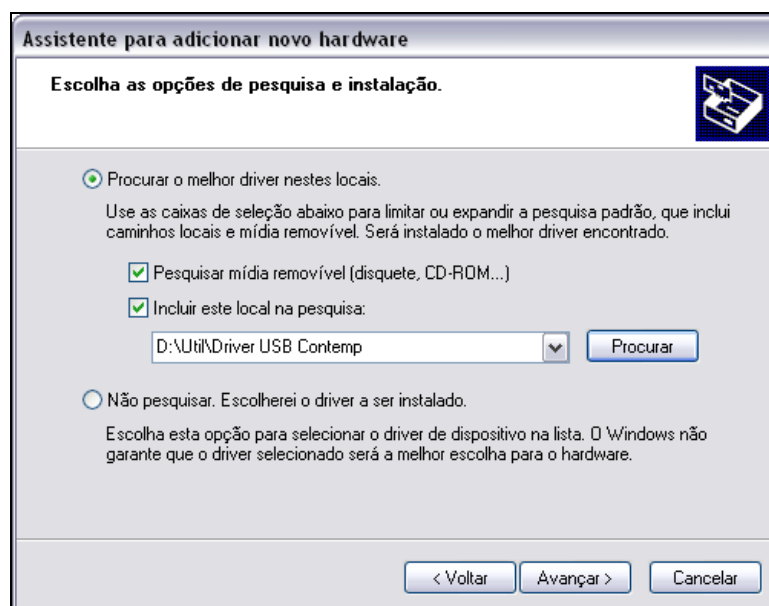 Assistente para adicionar novo hardware
Escolha as opções de pesquisa e instalação.
Procurar o melhor driver nestes locais.
Use as caixas de seleção abaixo para limitar ou expandir a pesquisa padrão, que inclui
caminhos locais e mídia removível. Será instalado o melhor driver encontrado.
Pesquisar mídia removível (disquete, CD-ROM...)
Incluir este local na pesquisa:
D:\Util\Driver USB Contemp
Procurar
Não pesquisar. Escolherei o driver a ser instalado.
Escolha esta opção para selecionar o driver de dispositivo na lista. O Windows não
garante que o driver selecionado será a melhor escolha para o hardware.
< Voltar
Avançar >
Cancelar